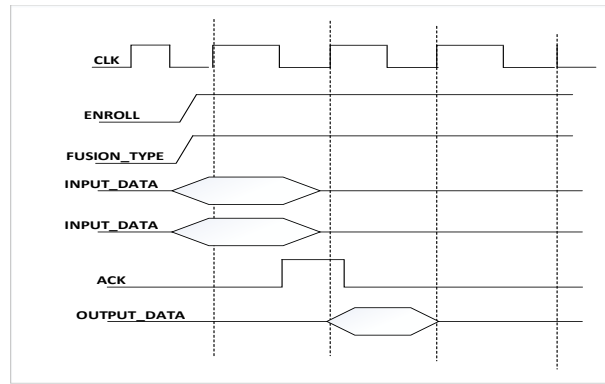 CLK
ENROLL
FUSION_TYPE
INPUT_DATA
INPUT_DATA
ACK
OUTPUT_DATA